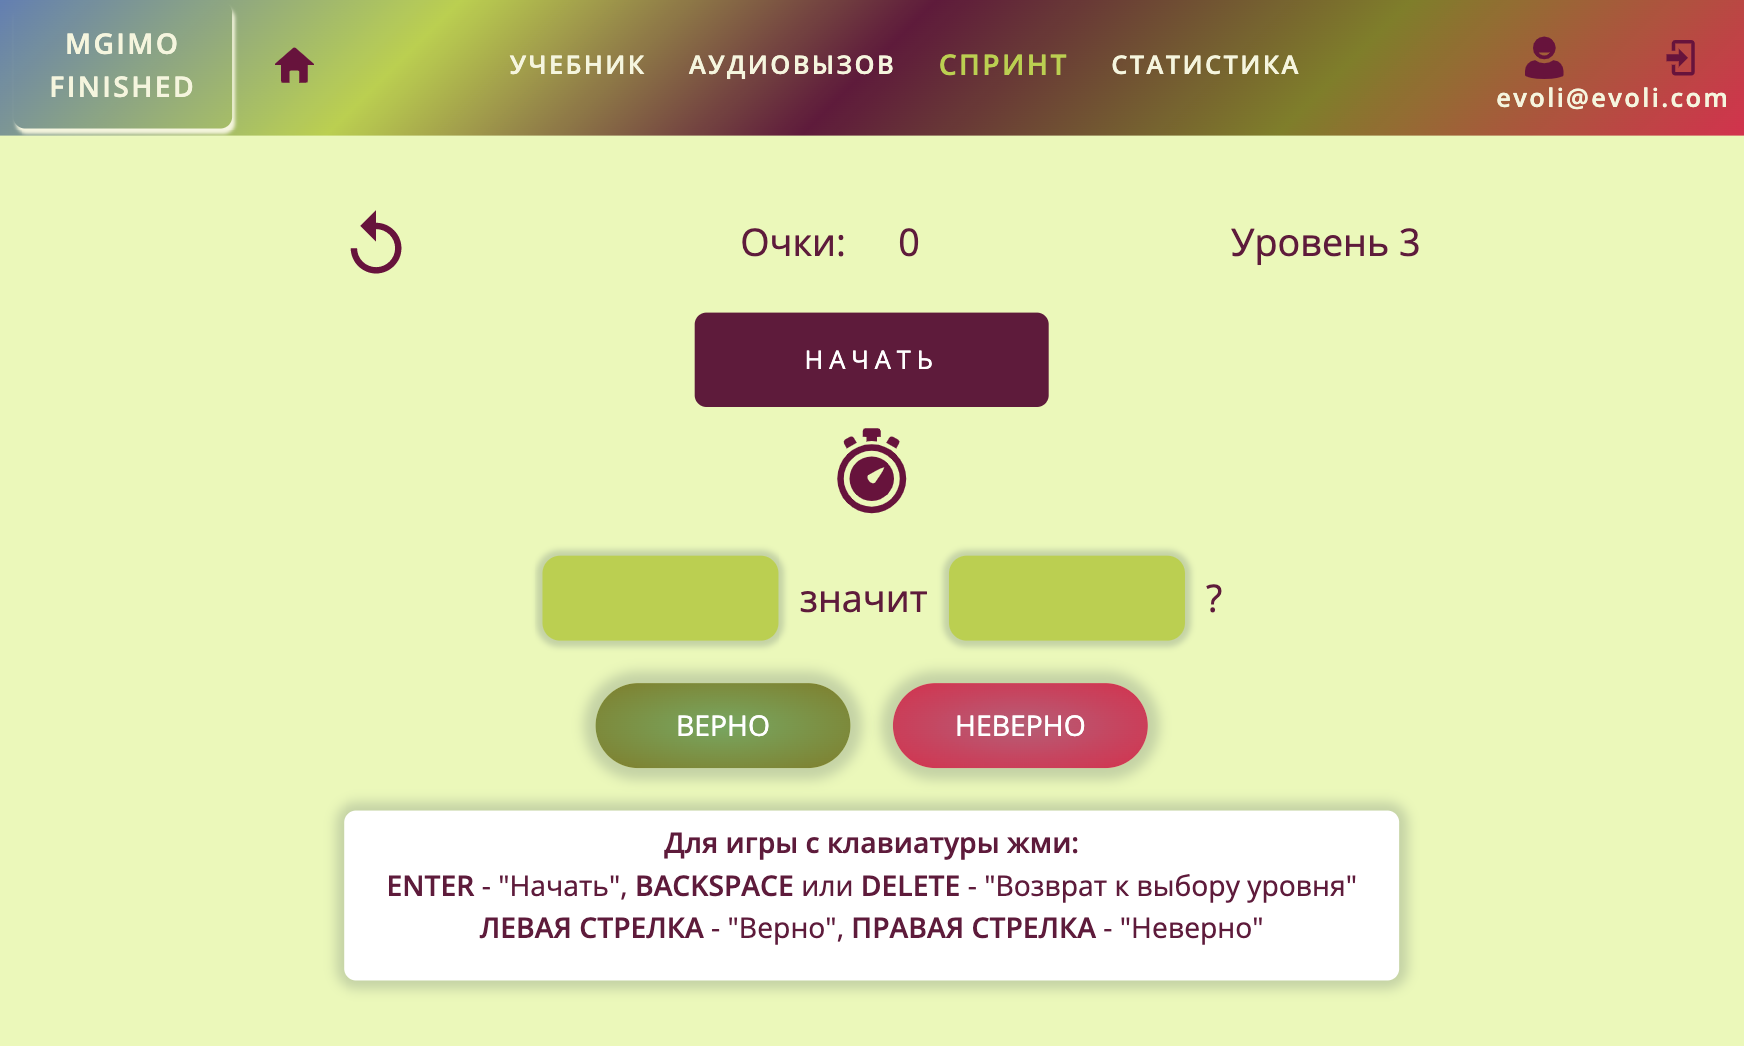 MGIMO
FINISHED
УЧЕБНИК АУДИОВЫЗОВ СПРИНТ СТАТИСТИКА
evoli@evoli.com
Очки: 0 Уровень 3
НАЧАТЬ
значит ?
ВЕРНО НЕВЕРНО
Для игры с клавиатуры жми:
ENTER - "Начать", BACKSPACE или DELETE - "Возврат к выбору уровня"
ЛЕВАЯ СТРЕЛКА - "Верно", ПРАВАЯ СТРЕЛКА - "Неверно"